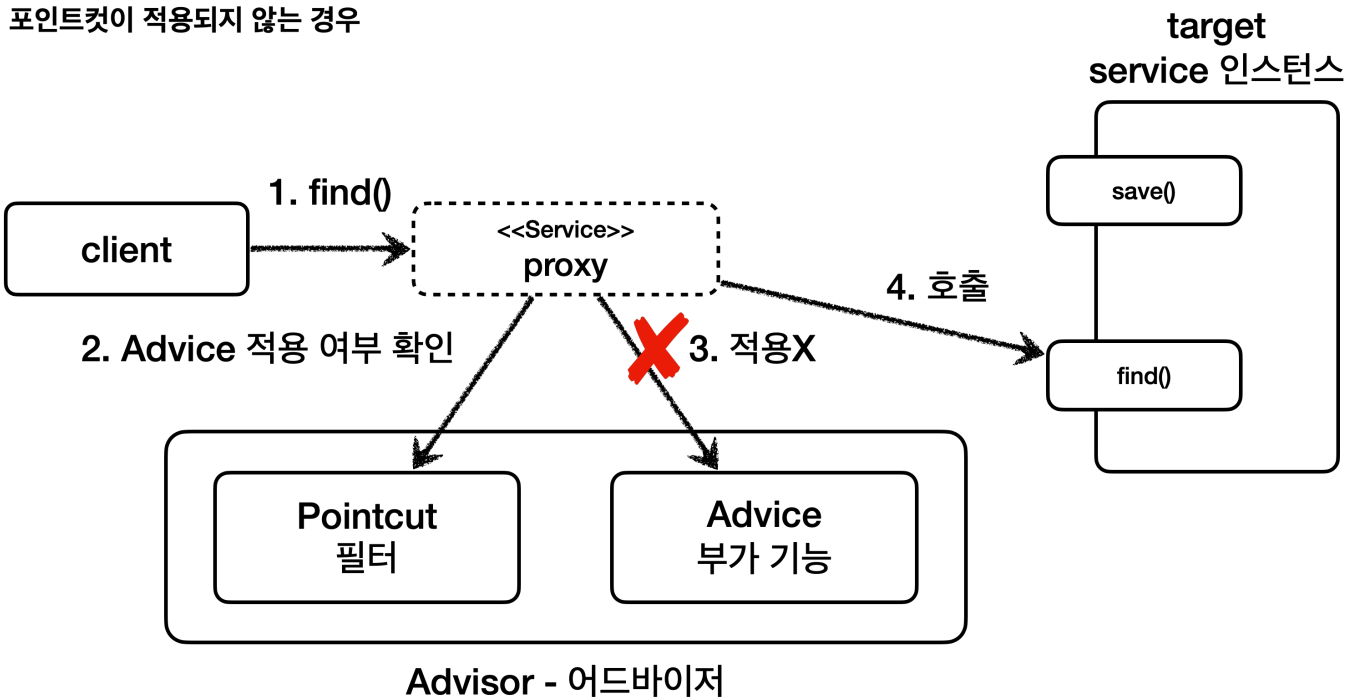 포인트컷이 적용되지 않는 경우
target
service 인스턴스
save()
1. find()
client
<<Service>>
proxy
4. 호출
2. Advice 적용 여부 확인
3. 적용X
find()
Pointcut
필터
Advice
부가 기능
Advisor - 어드바이저